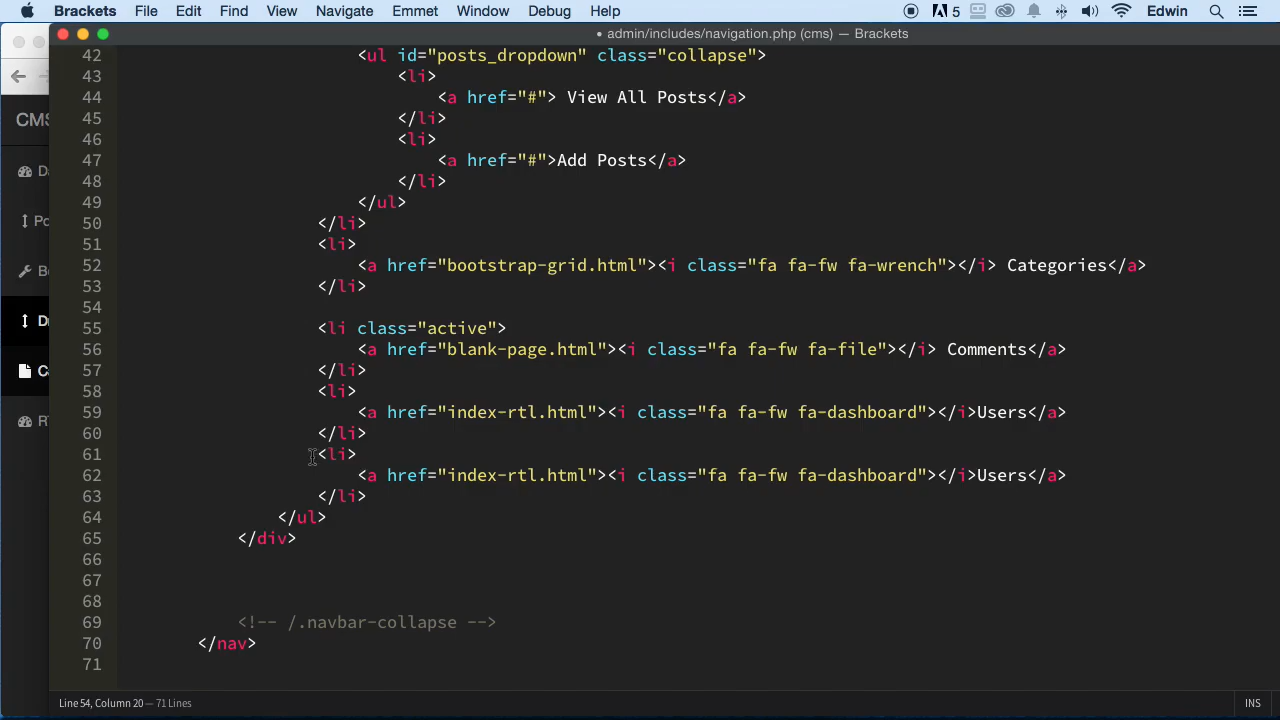 Brackets File Edit Find View Navigate Emmet Window Debug Help 5 Edwin
• admin/includes/navigation.php (cms) — Brackets
42 <ul id="posts_dropdown" class="collapse">
43 <li>
44 <a href="#"> View All Posts</a>
45 </li>
46 <li>
47 <a href="#">Add Posts</a>
48 </li>
49 </ul>
50 </li>
51 <li>
52 <a href="bootstrap-grid.html"><i class="fa fa-fw fa-wrench"></i> Categories</a>
53 </li>
54
55 <li class="active">
56 <a href="blank-page.html"><i class="fa fa-fw fa-file"></i> Comments</a>
57 </li>
58 <li>
59 <a href="index-rtl.html"><i class="fa fa-fw fa-dashboard"></i>Users</a>
60 </li>
61 <li>
62 <a href="index-rtl.html"><i class="fa fa-fw fa-dashboard"></i>Users</a>
63 </li>
64 </ul>
65 </div>
66
67
68
69 <!-- /.navbar-collapse -->
70 </nav>
71
Line 54, Column 20 — 71 Lines INS